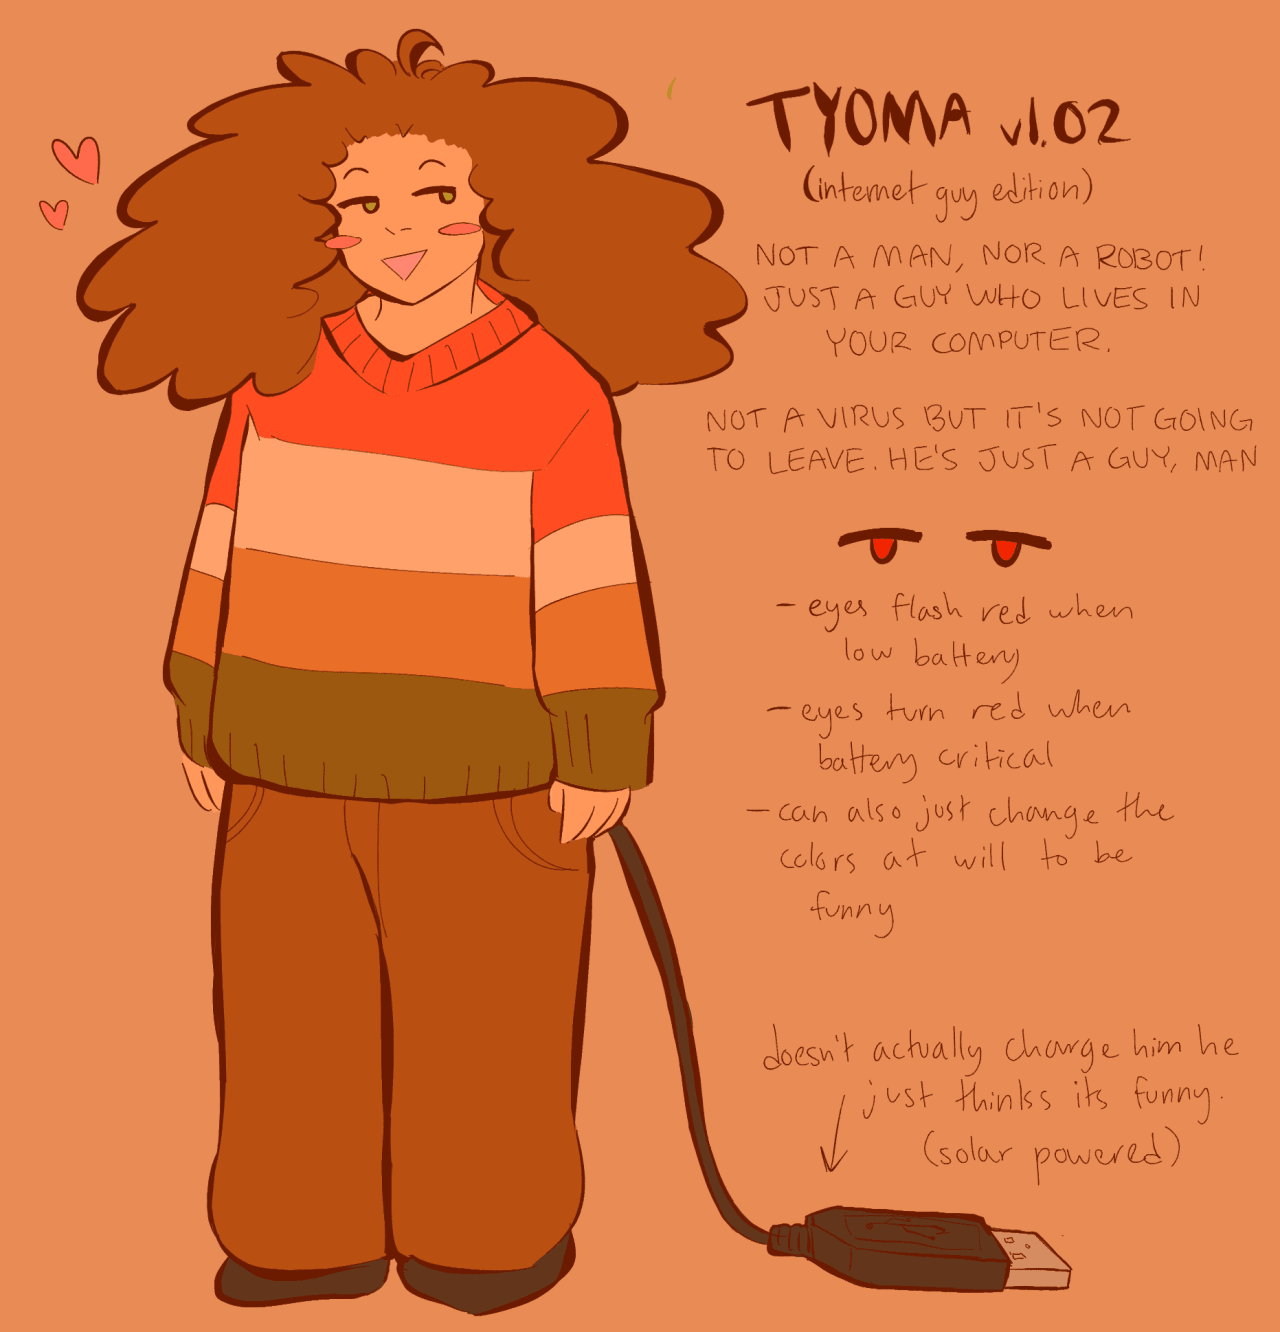 TYOMA v1.02
(internet guy edition)
NOT A MAN, NOR A ROBOT!
JUST A GUY WHO LIVES IN
YOUR COMPUTER.
NOT A VIRUS BUT IT'S NOT GOING
TO LEAVE. HE'S JUST A GUY, MAN
- eyes flash red when
low battery
- eyes turn red when
battery critical
- can also just change the
colors at will to be
funny
doesn't actually charge him he
just thinks its funny.
(solar powered)